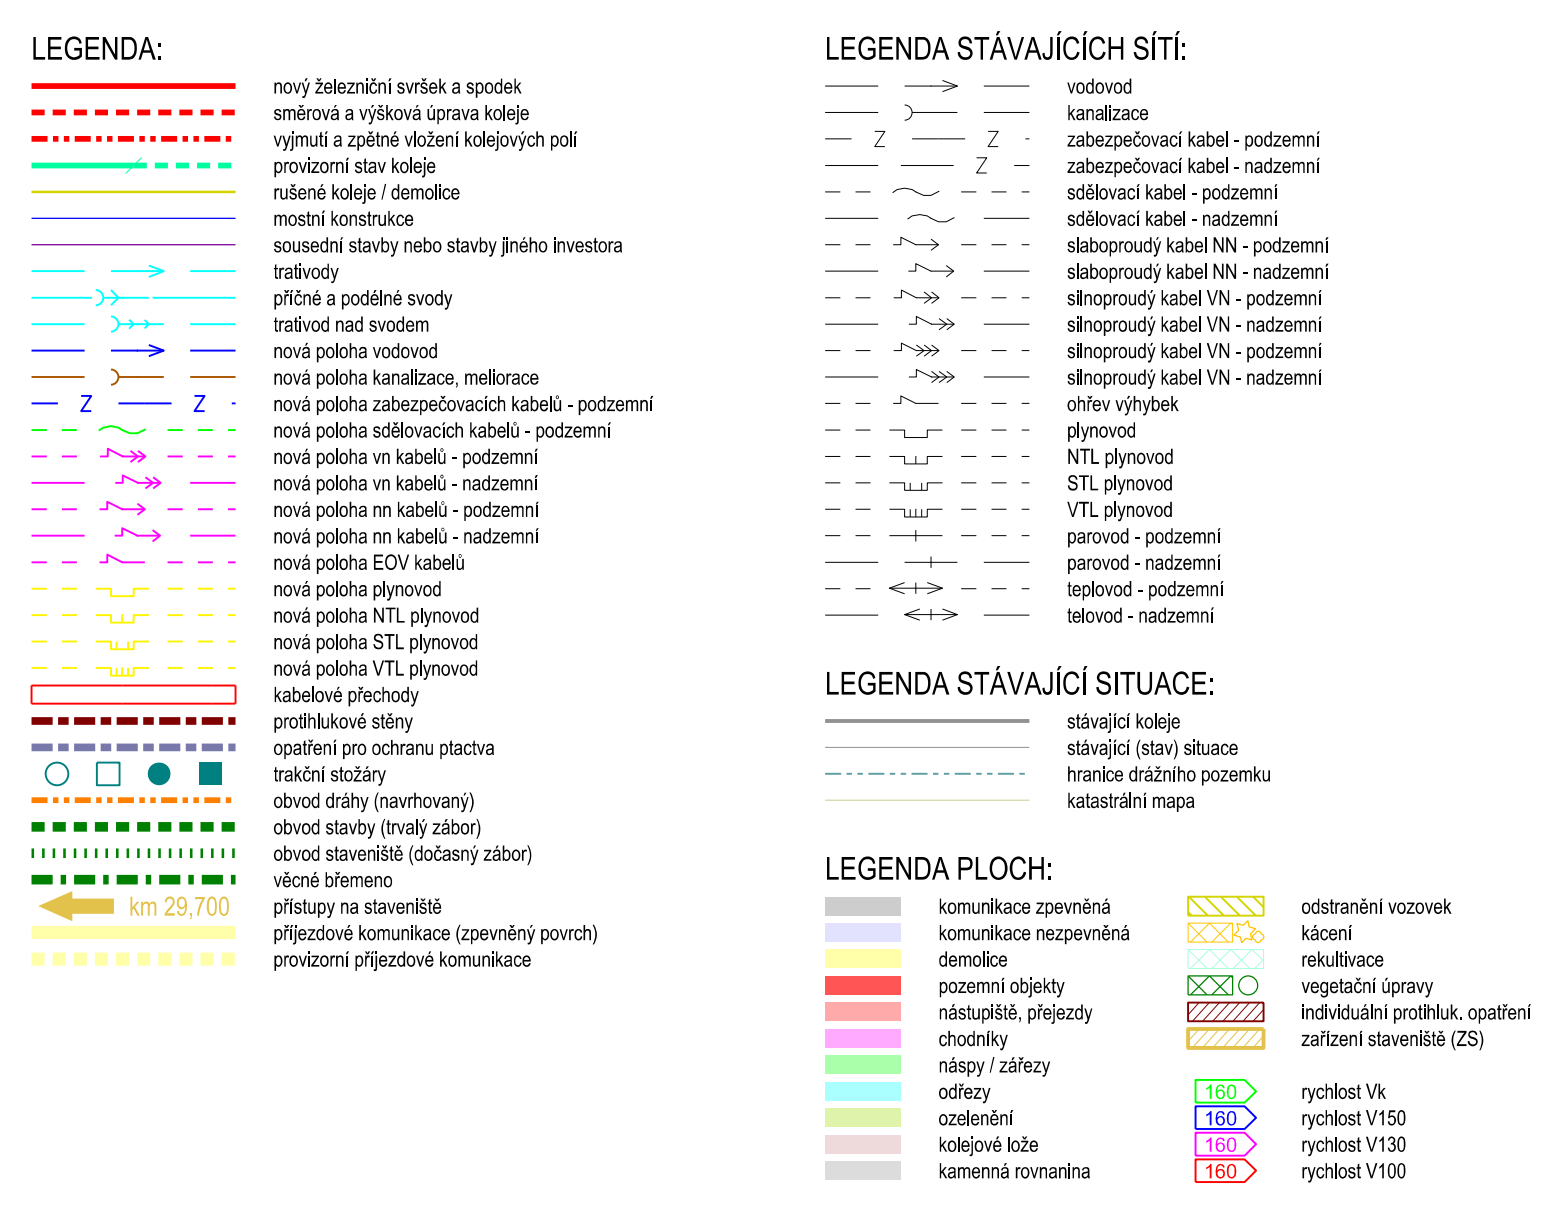 LEGENDA:
nový železniční svršek a spodek
směrová a výšková úprava koleje
vyjmutí a zpětné vložení kolejových polí
provizorní stav koleje
rušené koleje / demolice
mostní konstrukce
sousední stavby nebo stavby jiného investora
trativody
příčné a podélné svody
trativod nad svodem
nová poloha vodovod
nová poloha kanalizace, meliorace
Z Z nová poloha zabezpečovacích kabelů - podzemní
nová poloha sdělovacích kabelů - podzemní
nová poloha vn kabelů - podzemní
nová poloha vn kabelů - nadzemní
nová poloha nn kabelů - podzemní
nová poloha nn kabelů - nadzemní
nová poloha EOV kabelů
nová poloha plynovod
nová poloha NTL plynovod
nová poloha STL plynovod
nová poloha VTL plynovod
kabelové přechody
protihlukové stěny
opatření pro ochranu ptactva
trakční stožáry
obvod dráhy (navrhovaný)
obvod stavby (trvalý zábor)
obvod staveniště (dočasný zábor)
věcné břemeno
km 29,700 přístupy na staveniště
příjezdové komunikace (zpevněný povrch)
provizorní příjezdové komunikace
LEGENDA STÁVAJÍCÍCH SÍTÍ:
vodovod
kanalizace
Z Z zabezpečovací kabel - podzemní
Z zabezpečovací kabel - nadzemní
sdělovací kabel - podzemní
sdělovací kabel - nadzemní
slaboproudý kabel NN - podzemní
slaboproudý kabel NN - nadzemní
silnoproudý kabel VN - podzemní
silnoproudý kabel VN - nadzemní
silnoproudý kabel VN - podzemní
silnoproudý kabel VN - nadzemní
ohřev výhybek
plynovod
NTL plynovod
STL plynovod
VTL plynovod
parovod - podzemní
parovod - nadzemní
teplovod - podzemní
telovod - nadzemní
LEGENDA STÁVAJÍCÍ SITUACE:
stávající koleje
stávající (stav) situace
hranice drážního pozemku
katastrální mapa
LEGENDA PLOCH:
komunikace zpevněná
komunikace nezpevněná
demolice
pozemní objekty
nástupiště, přejezdy
chodníky
náspy / zářezy
odřezy
ozelenění
kolejové lože
kamenná rovnanina
odstranění vozovek
kácení
rekultivace
vegetační úpravy
individuální protihluk. opatření
zařízení staveniště (ZS)
160 rychlost Vk
160 rychlost V150
160 rychlost V130
160 rychlost V100